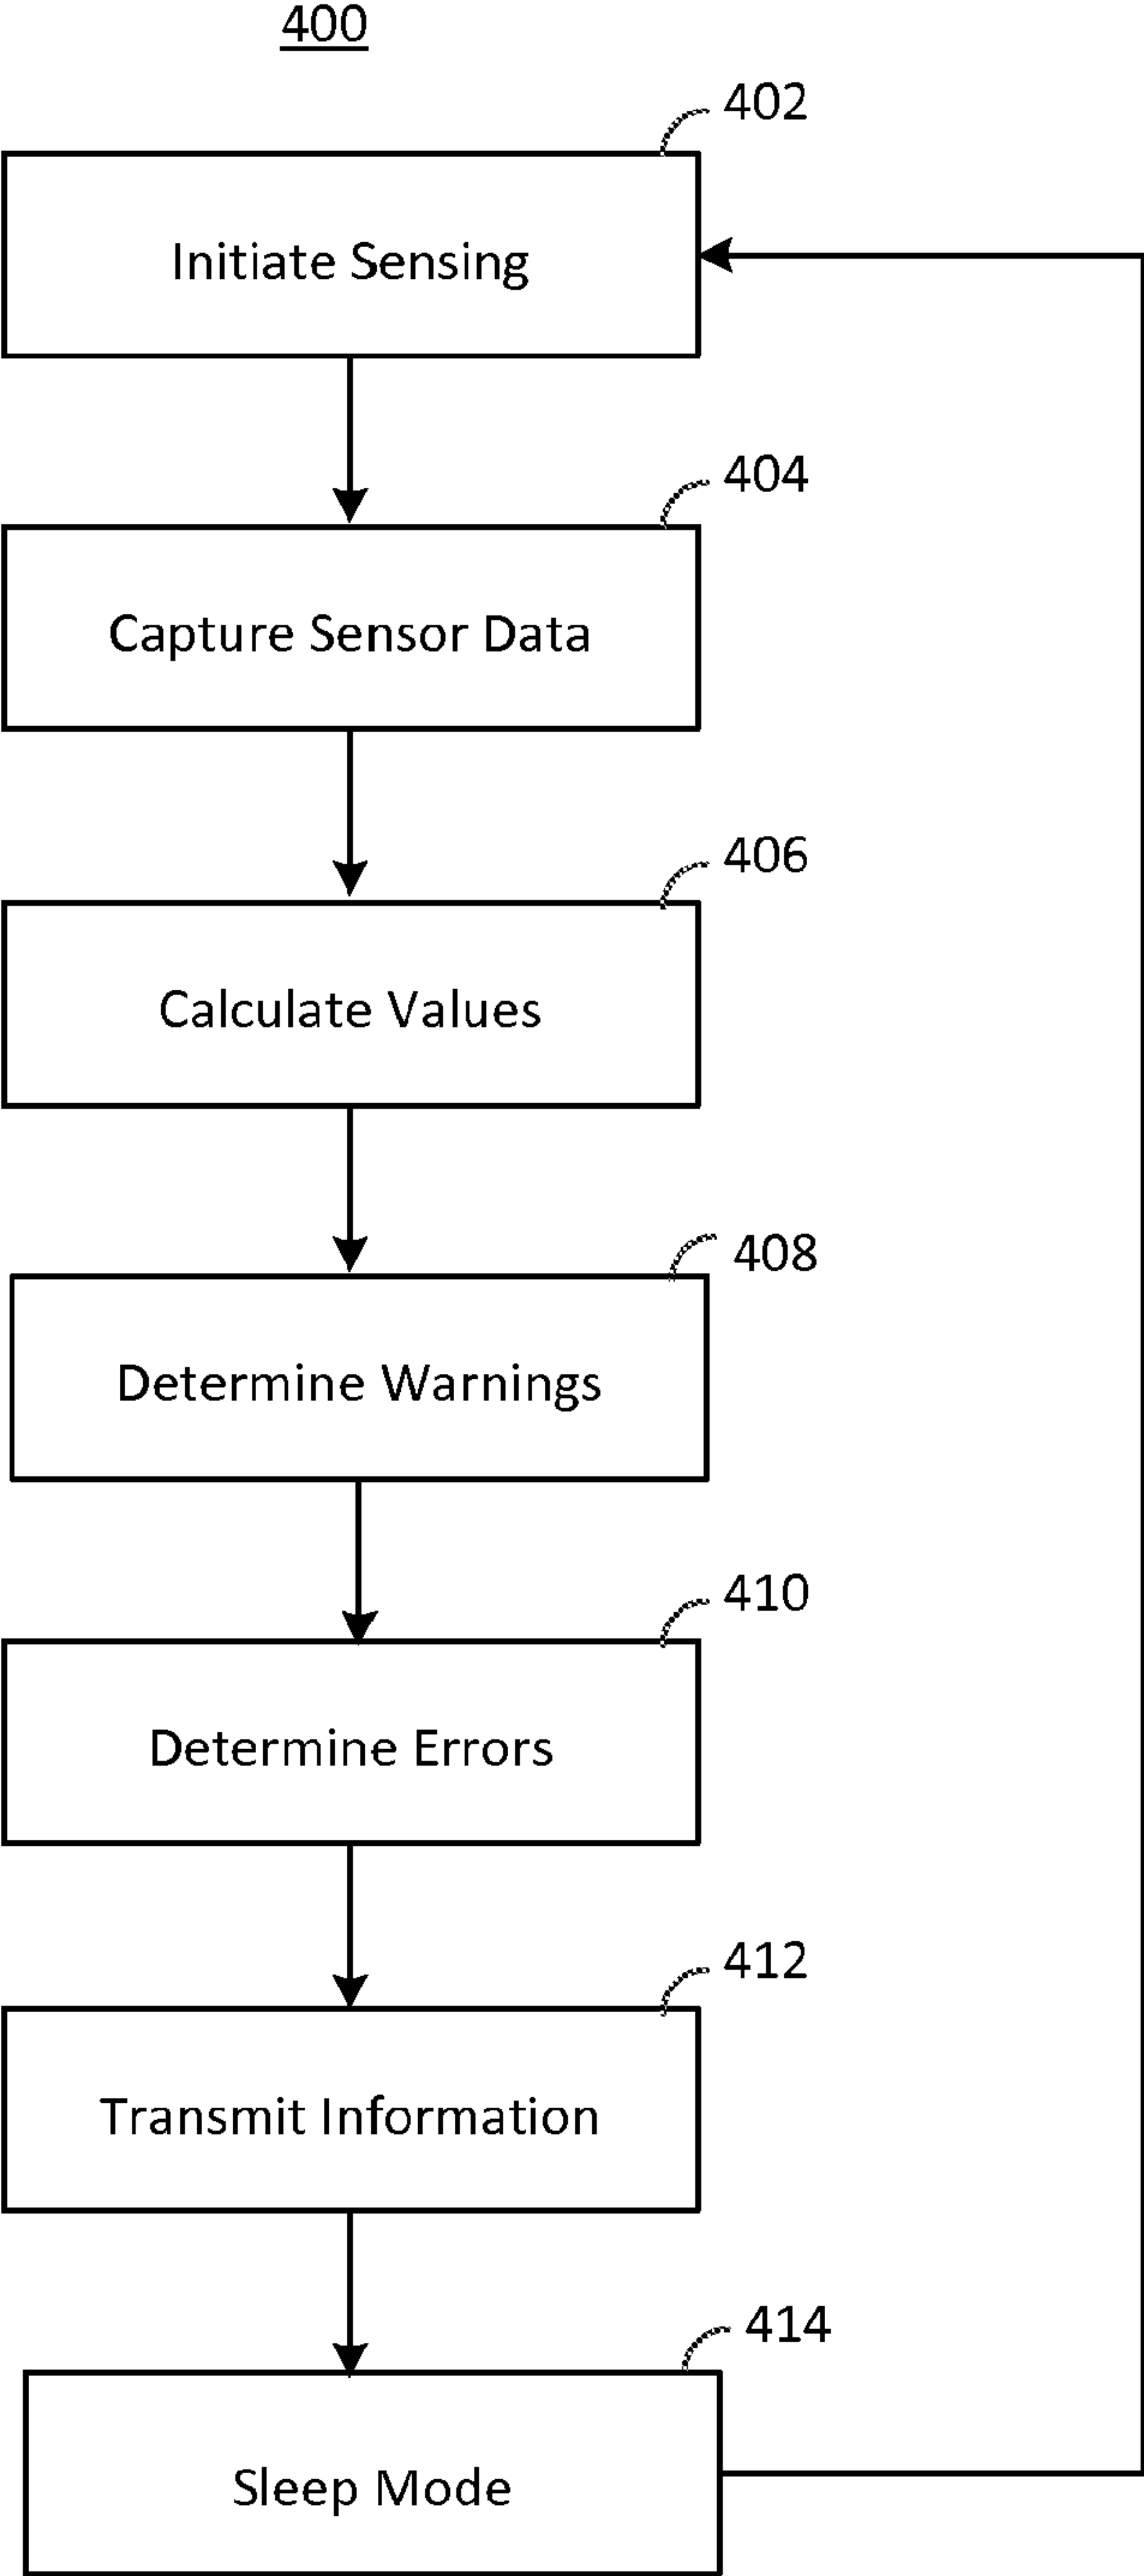 400
402
Initiate Sensing
404
Capture Sensor Data
406
Calculate Values
408
Determine Warnings
410
Determine Errors
412
Transmit Information
414
Sleep Mode